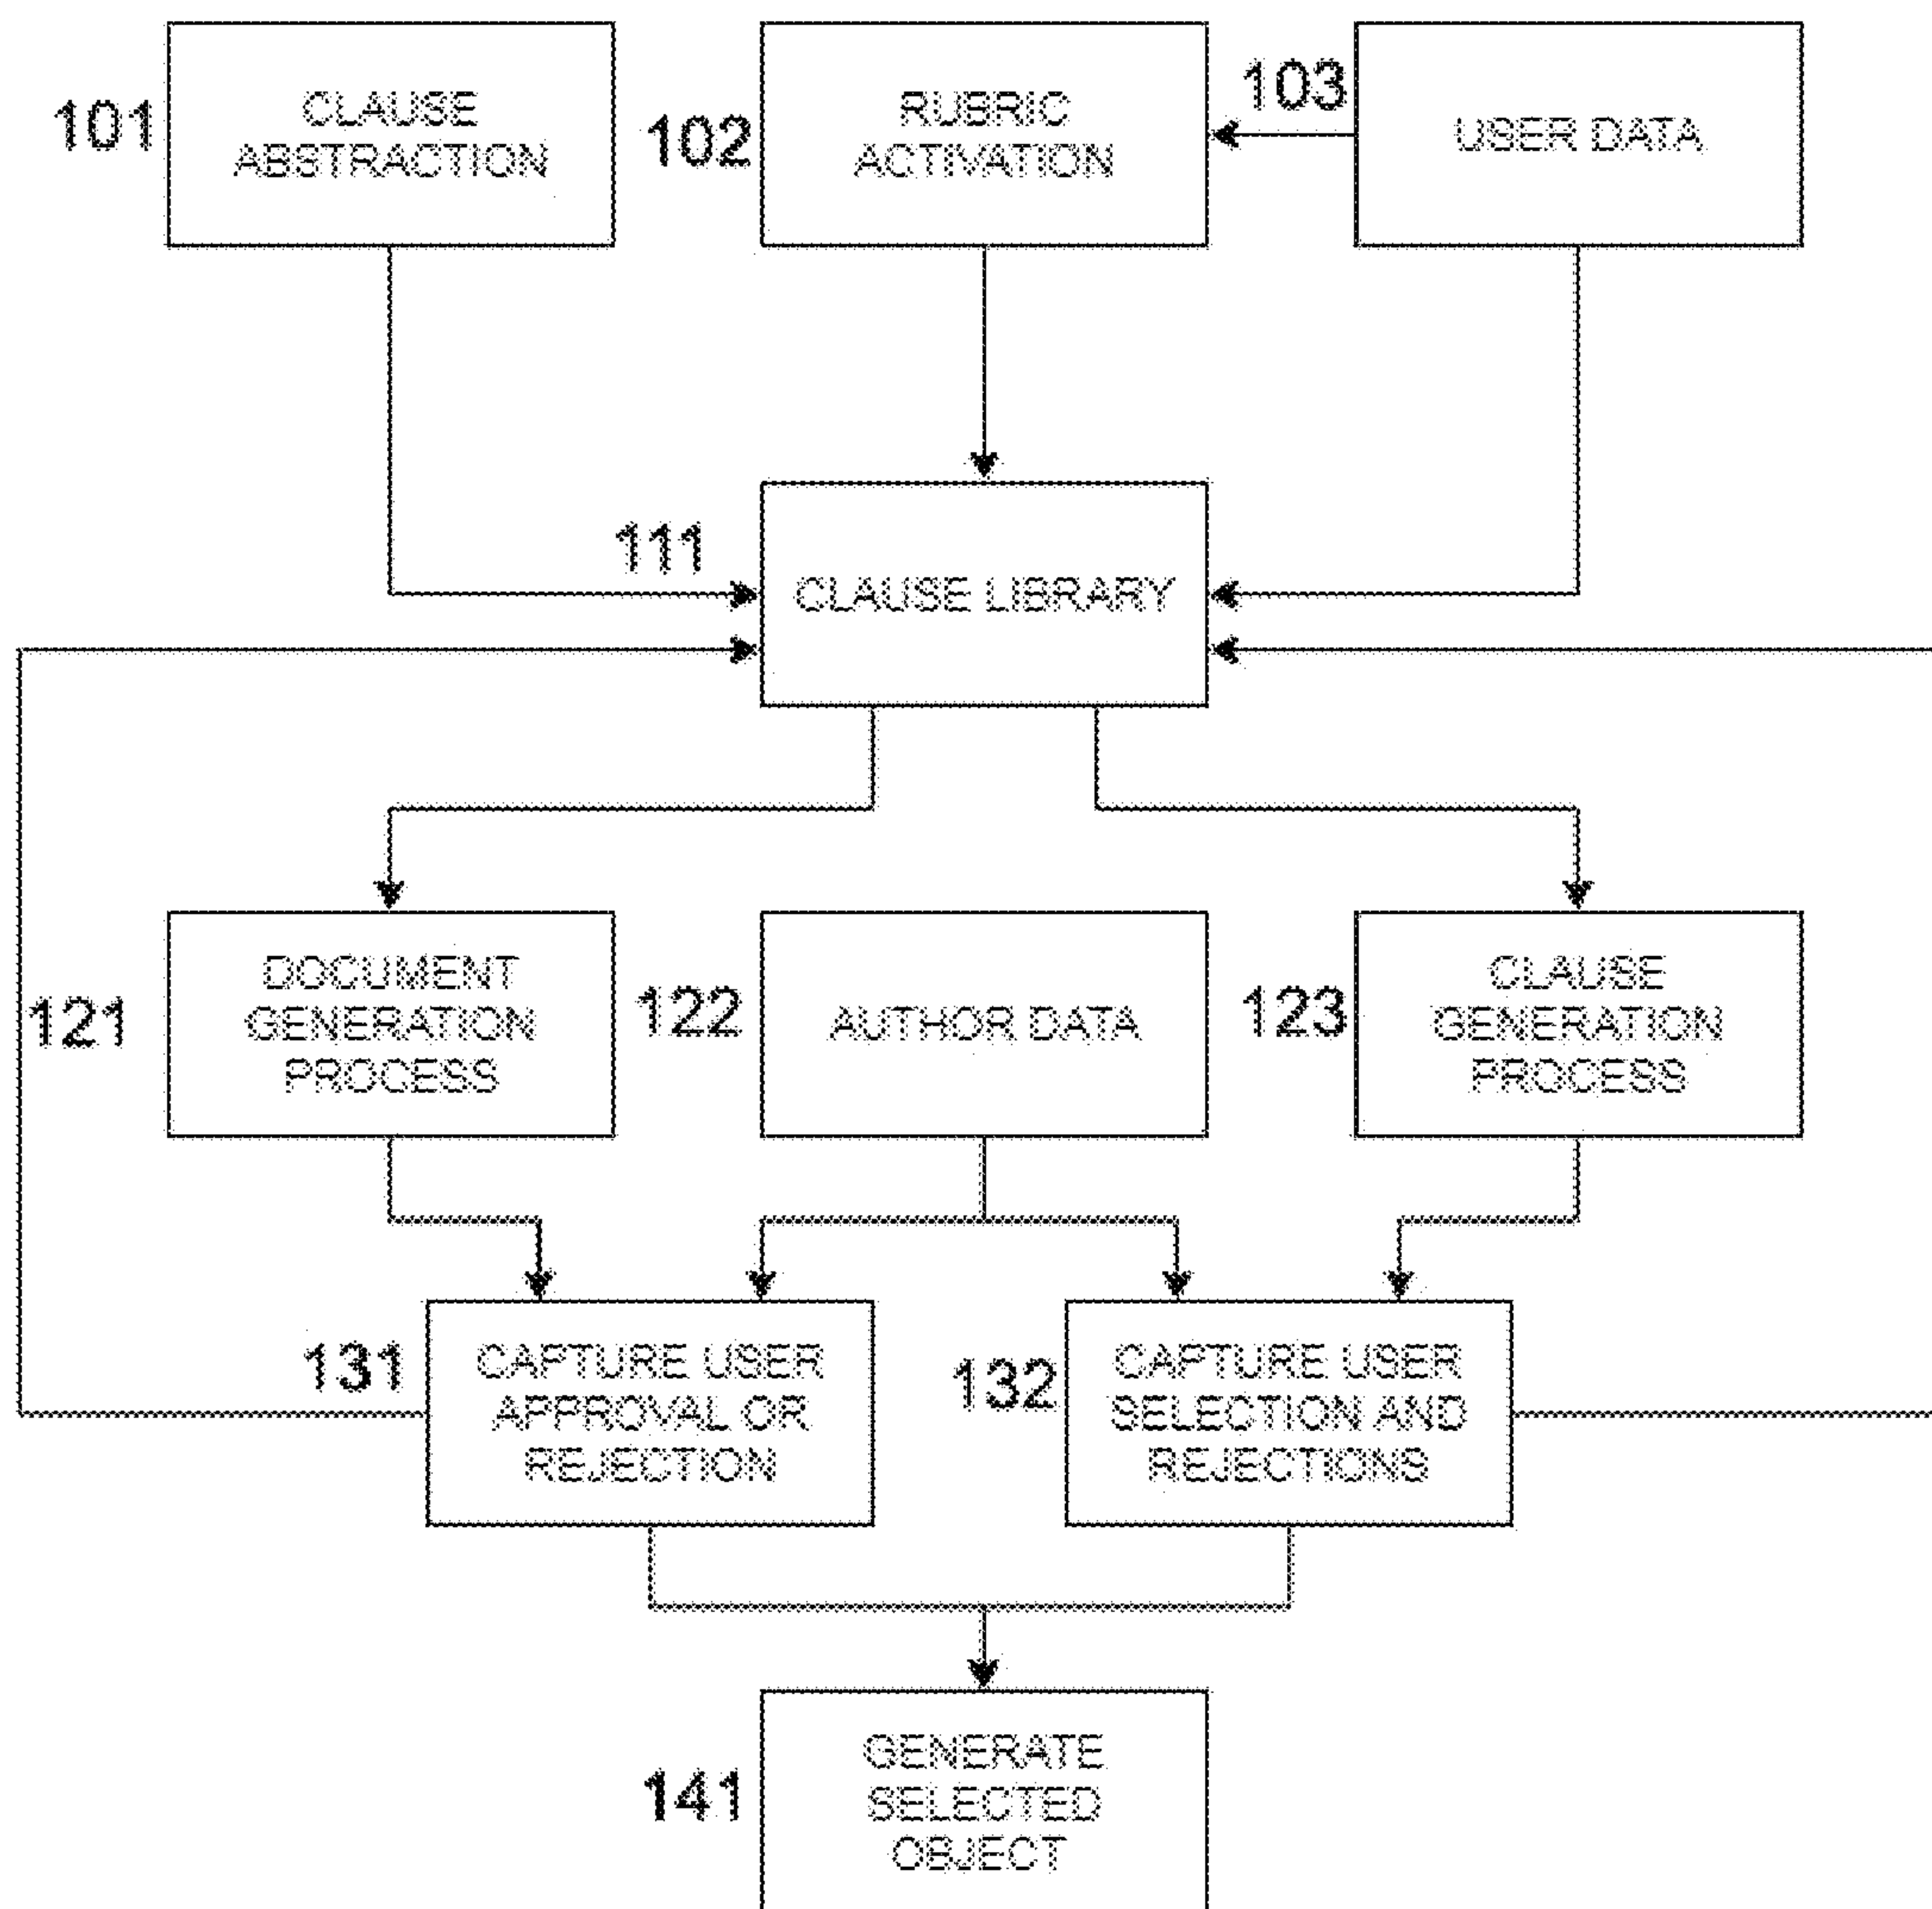 101
CLAUSE
ABSTRACTION
102
RUBRIC
ACTIVATION
103
USER DATA
111
CLAUSE LIBRARY
121
DOCUMENT
GENERATION
PROCESS
122
AUTHOR DATA
123
CLAUSE
GENERATION
PROCESS
131
CAPTURE USER
APPROVAL OR
REJECTION
132
CAPTURE USER
SELECTION AND
REJECTIONS
141
GENERATE
SELECTED
OBJECT